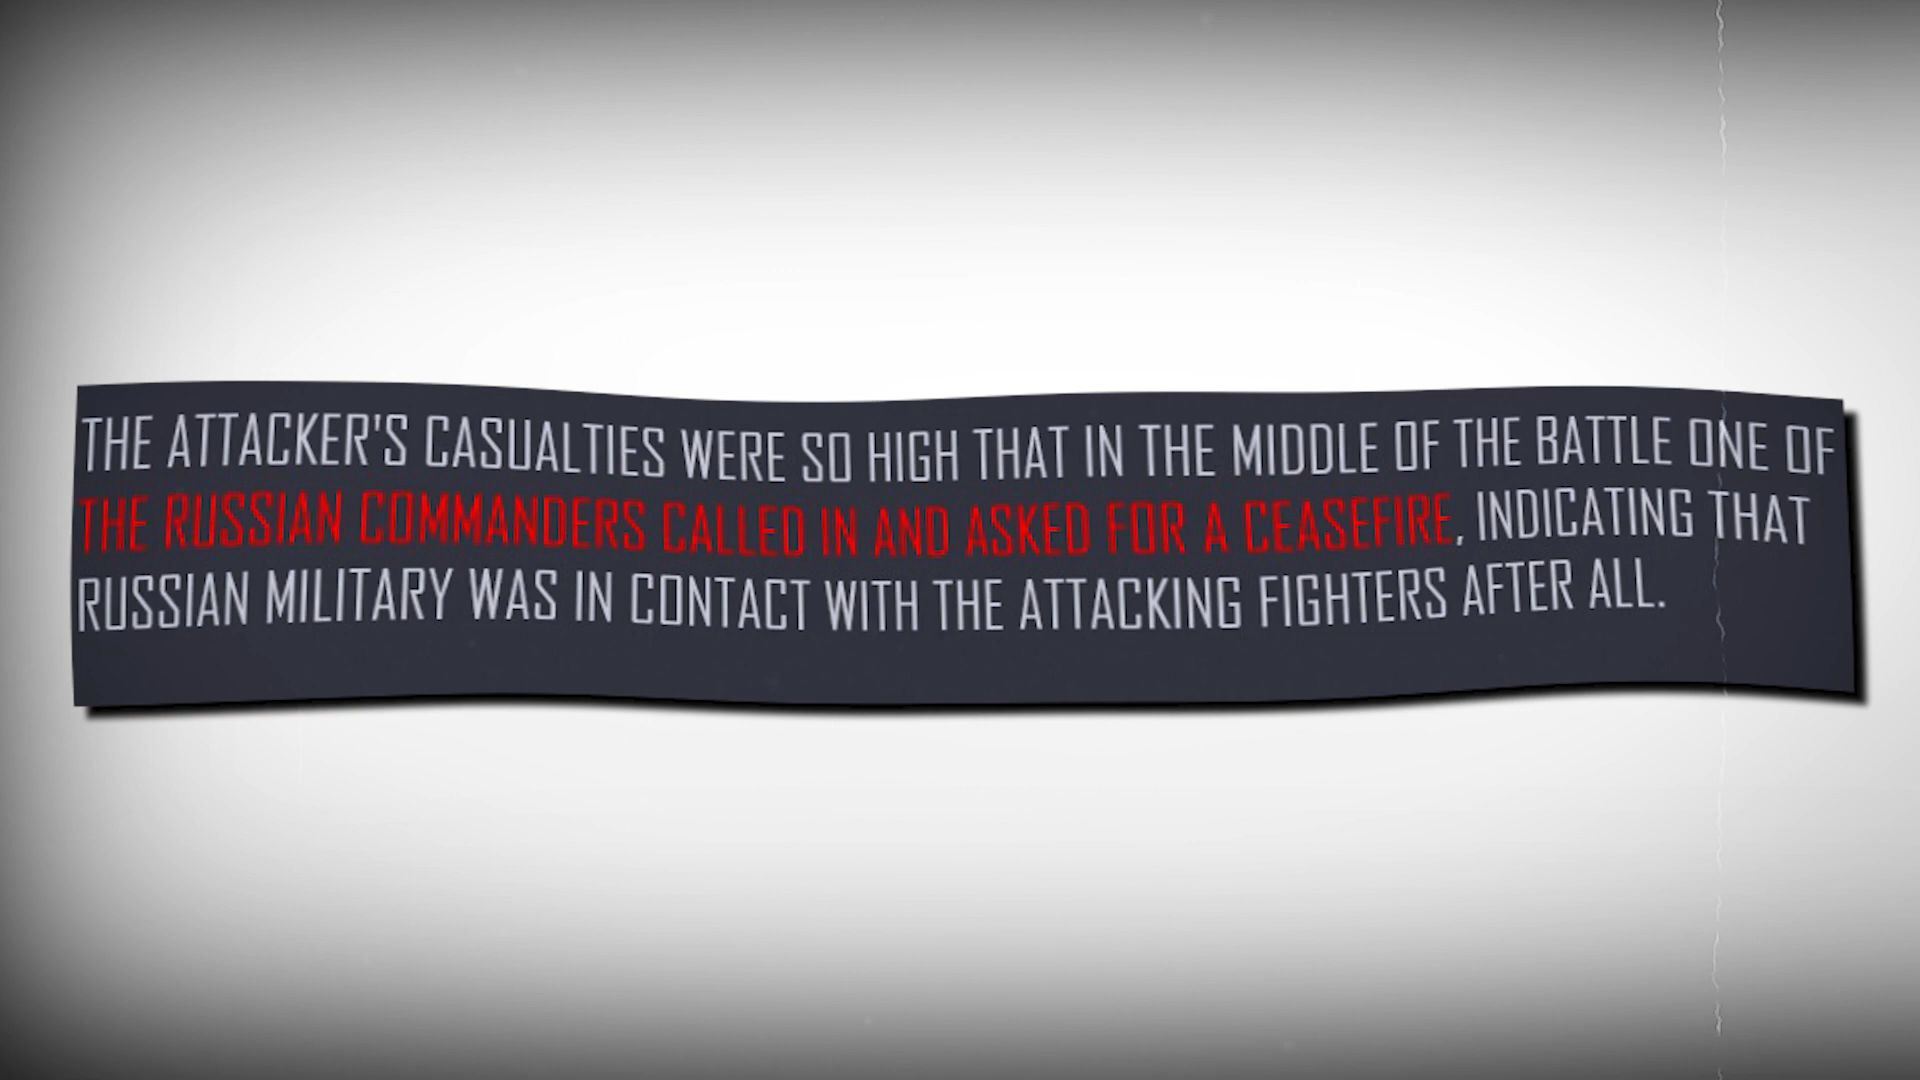 THE ATTACKER'S CASUALTIES WERE SO HIGH THAT IN THE MIDDLE OF THE BATTLE ONE OF
THE RUSSIAN COMMANDERS CALLED IN AND ASKED FOR A CEASEFIRE, INDICATING THAT
RUSSIAN MILITARY WAS IN CONTACT WITH THE ATTACKING FIGHTERS AFTER ALL.